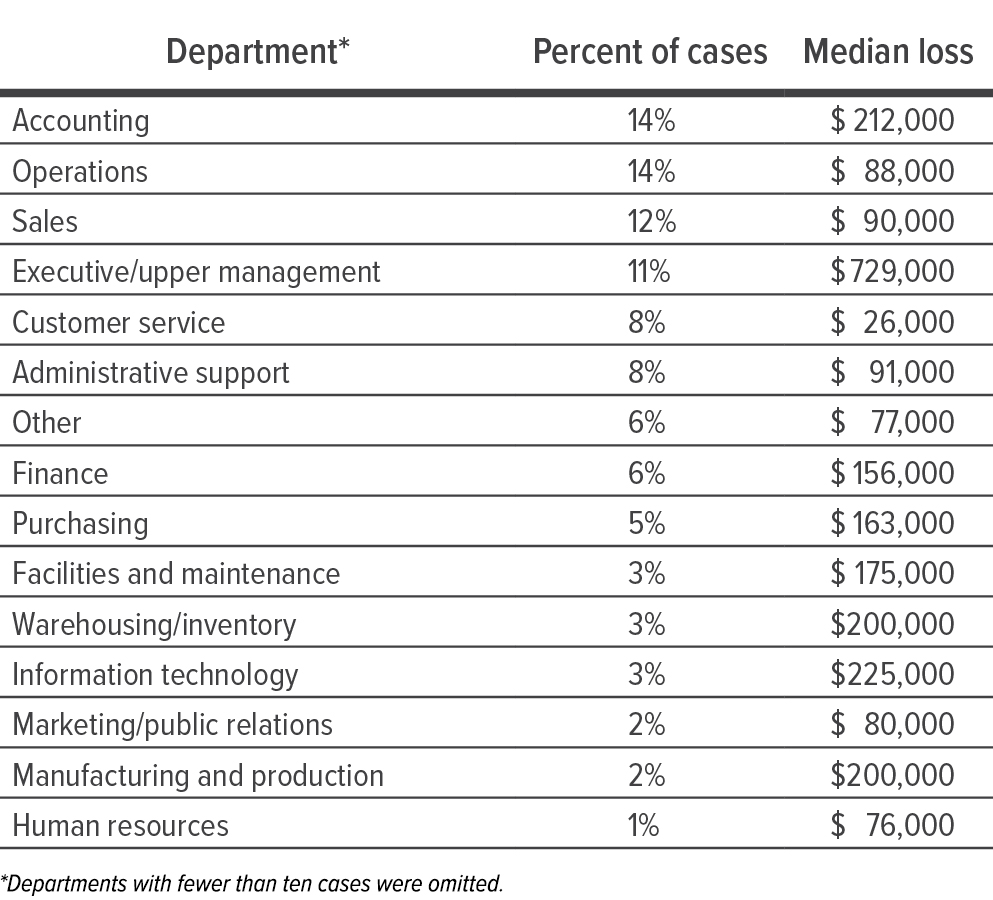 Department* Percent of cases Median loss
Accounting 14% $ 212,000
Operations 14% $ 88,000
Sales 12% $ 90,000
Executive/upper management 11% $729,000
Customer service 8% $ 26,000
Administrative support 8% $ 91,000
Other 6% $ 77,000
Finance 6% $ 156,000
Purchasing 5% $ 163,000
Facilities and maintenance 3% $ 175,000
Warehousing/inventory 3% $200,000
Information technology 3% $225,000
Marketing/public relations 2% $ 80,000
Manufacturing and production 2% $200,000
Human resources 1% $ 76,000
*Departments with fewer than ten cases were omitted.